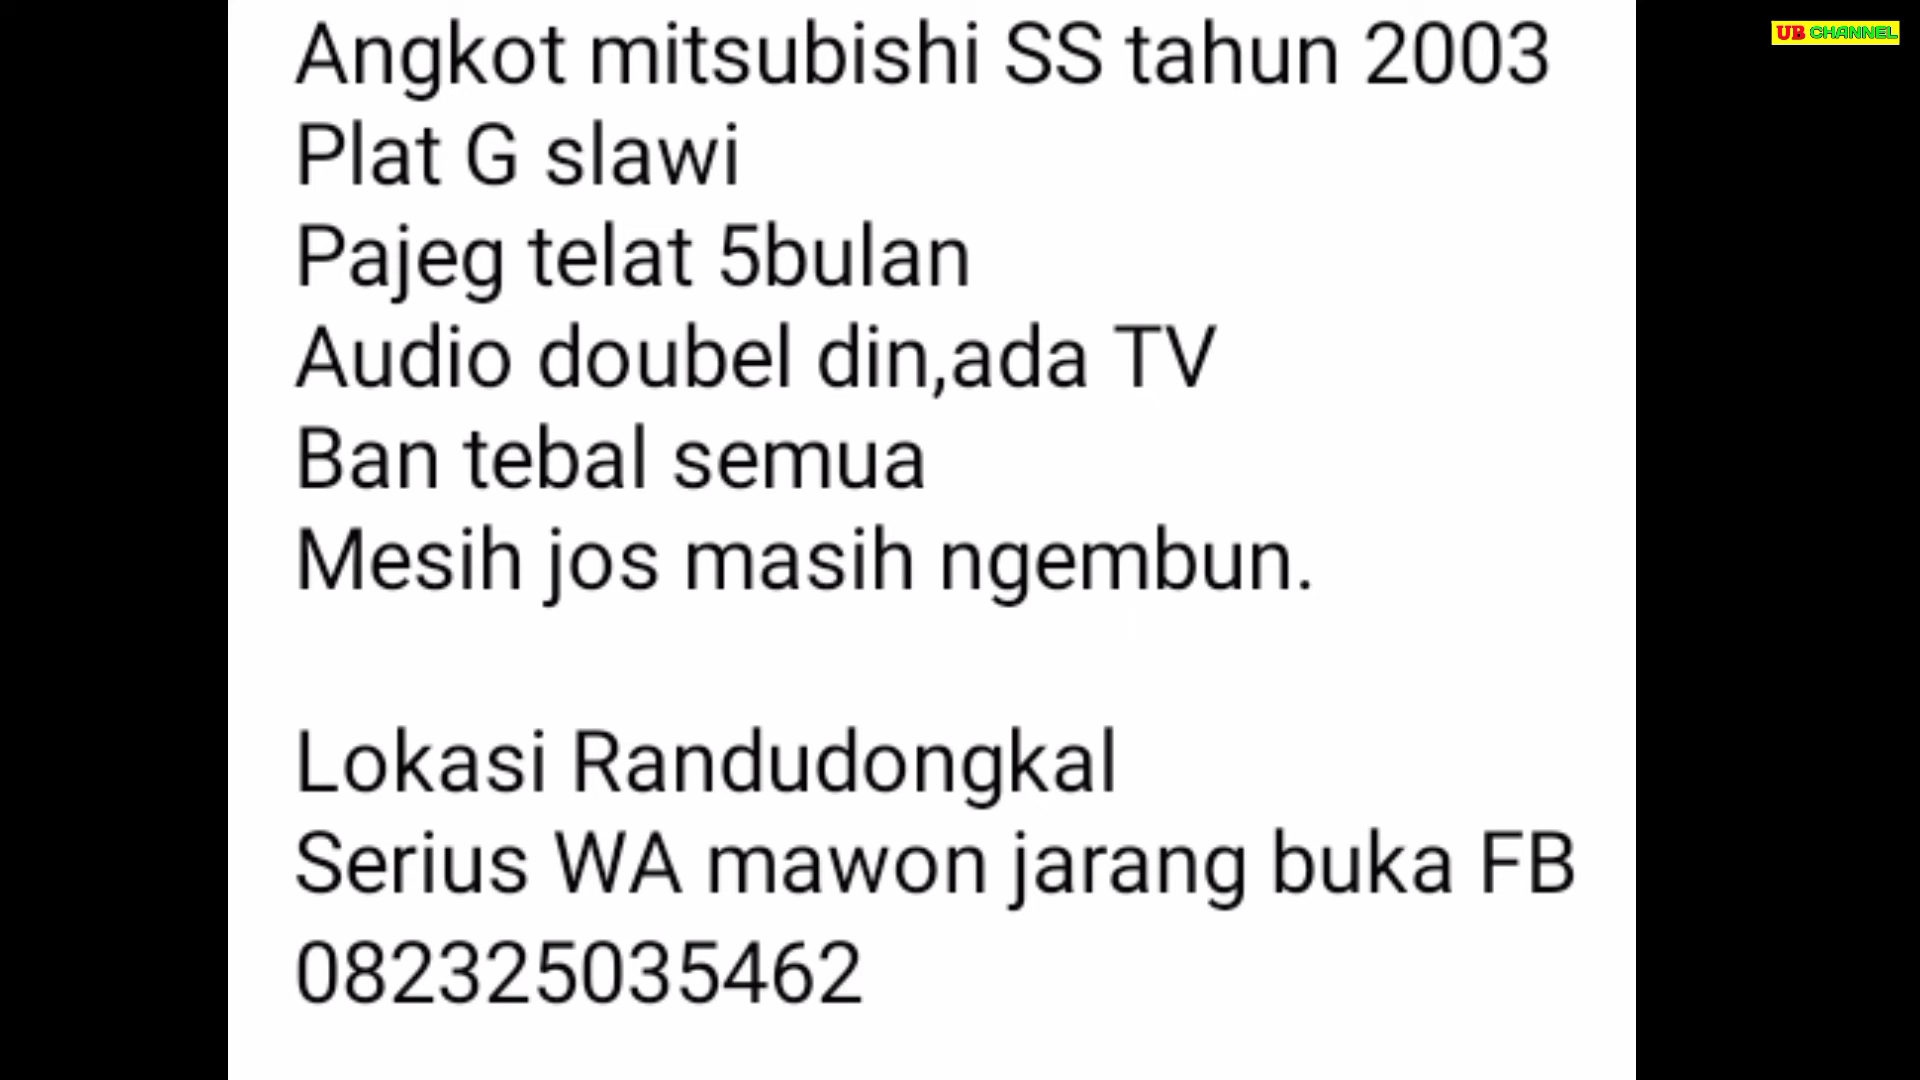 UB CHANNEL
Angkot mitsubishi SS tahun 2003
Plat G slawi
Pajeg telat 5bulan
Audio doubel din,ada TV
Ban tebal semua
Mesih jos masih ngembun.
Lokasi Randudongkal
Serius WA mawon jarang buka FB
082325035462